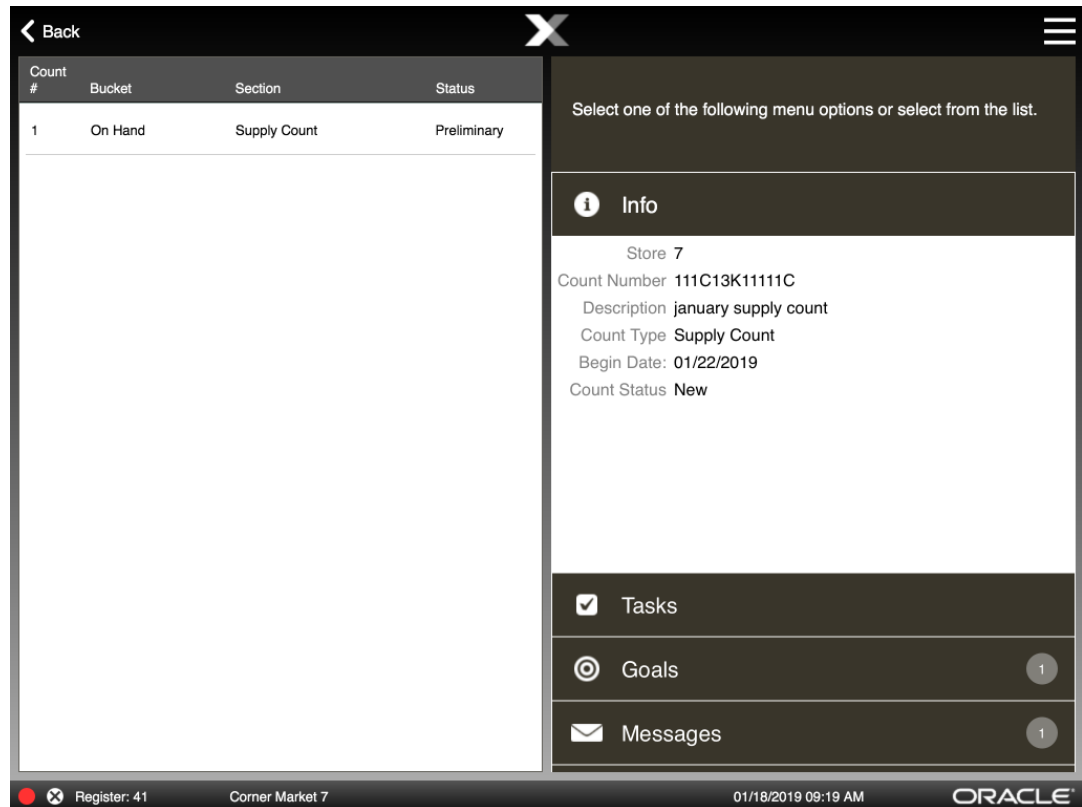 Back
Count
# Bucket Section Status
1 On Hand Supply Count Preliminary
Select one of the following menu options or select from the list.
Info
Store 7
Count Number 111C13K11111C
Description january supply count
Count Type Supply Count
Begin Date: 01/22/2019
Count Status New
Tasks
Goals 1
Messages 1
Register: 41 Corner Market 7 01/18/2019 09:19 AM ORACLE